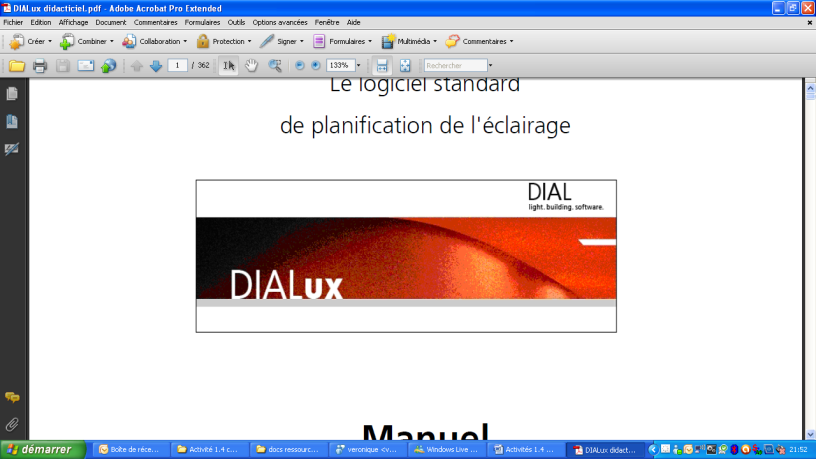 DIALux didacticiel.pdf - Adobe Acrobat Pro Extended
Fichier Edition Affichage Document Commentaires Formulaires Outils Options avancées Fenêtre Aide
Créer Combiner Collaboration Protection Signer Formulaires Multimédia Commentaires
1 / 362 133% Rechercher
Le logiciel standard
de planification de l'éclairage
DIAL
light. building. software.
DIALux
Manuel
démarrer Boîte de réce... Activité 1.4 c... docs ressourc... veronique <v... Windows Live ... Activités 1.4 ... DIALux didact... 21:52